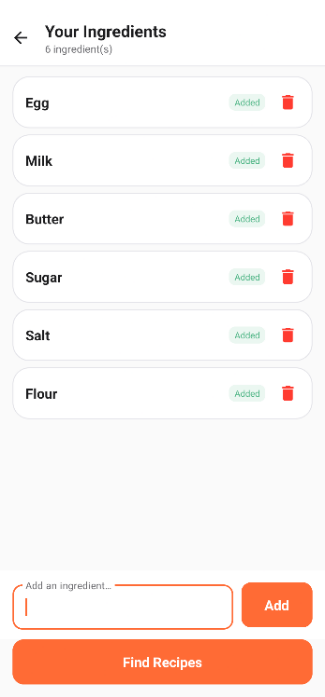 Your Ingredients
6 ingredient(s)
Egg Added
Milk Added
Butter Added
Sugar Added
Salt Added
Flour Added
Add an ingredient...
Add
Find Recipes